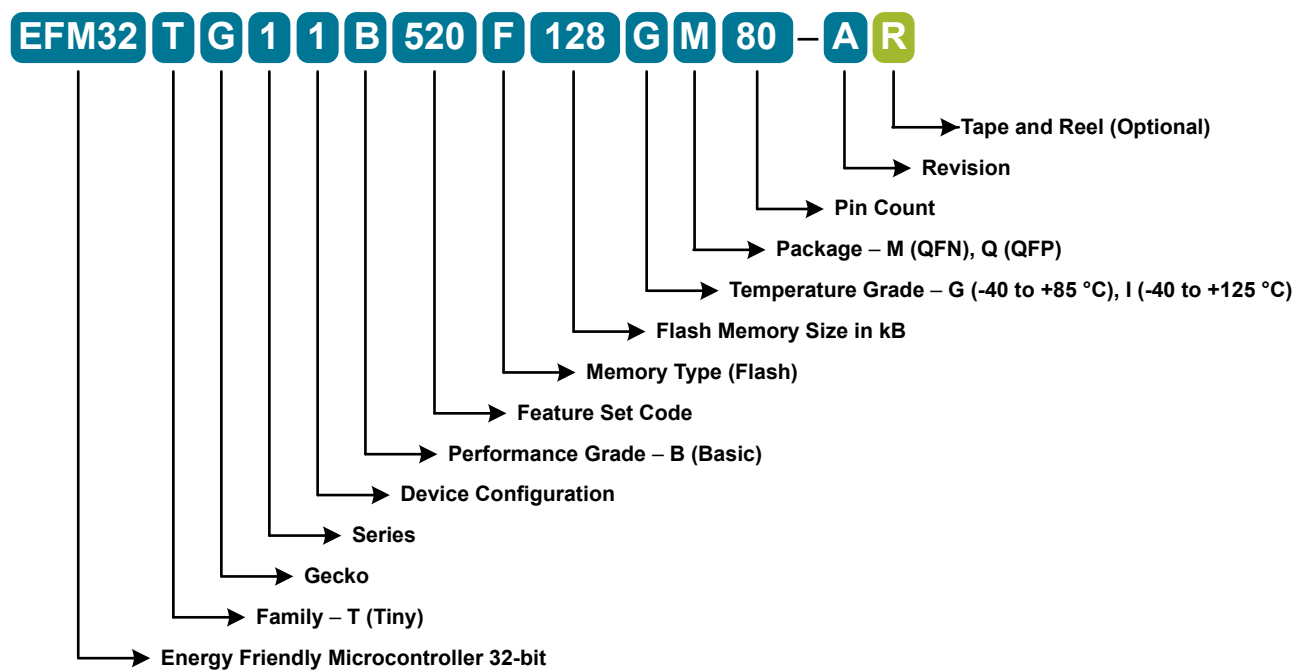 EFM32 T G 1 1 B 520 F 128 G M 80 – A R
Tape and Reel (Optional)
Revision
Pin Count
Package – M (QFN), Q (QFP)
Temperature Grade – G (-40 to +85 °C), I (-40 to +125 °C)
Flash Memory Size in kB
Memory Type (Flash)
Feature Set Code
Performance Grade – B (Basic)
Device Configuration
Series
Gecko
Family – T (Tiny)
Energy Friendly Microcontroller 32-bit